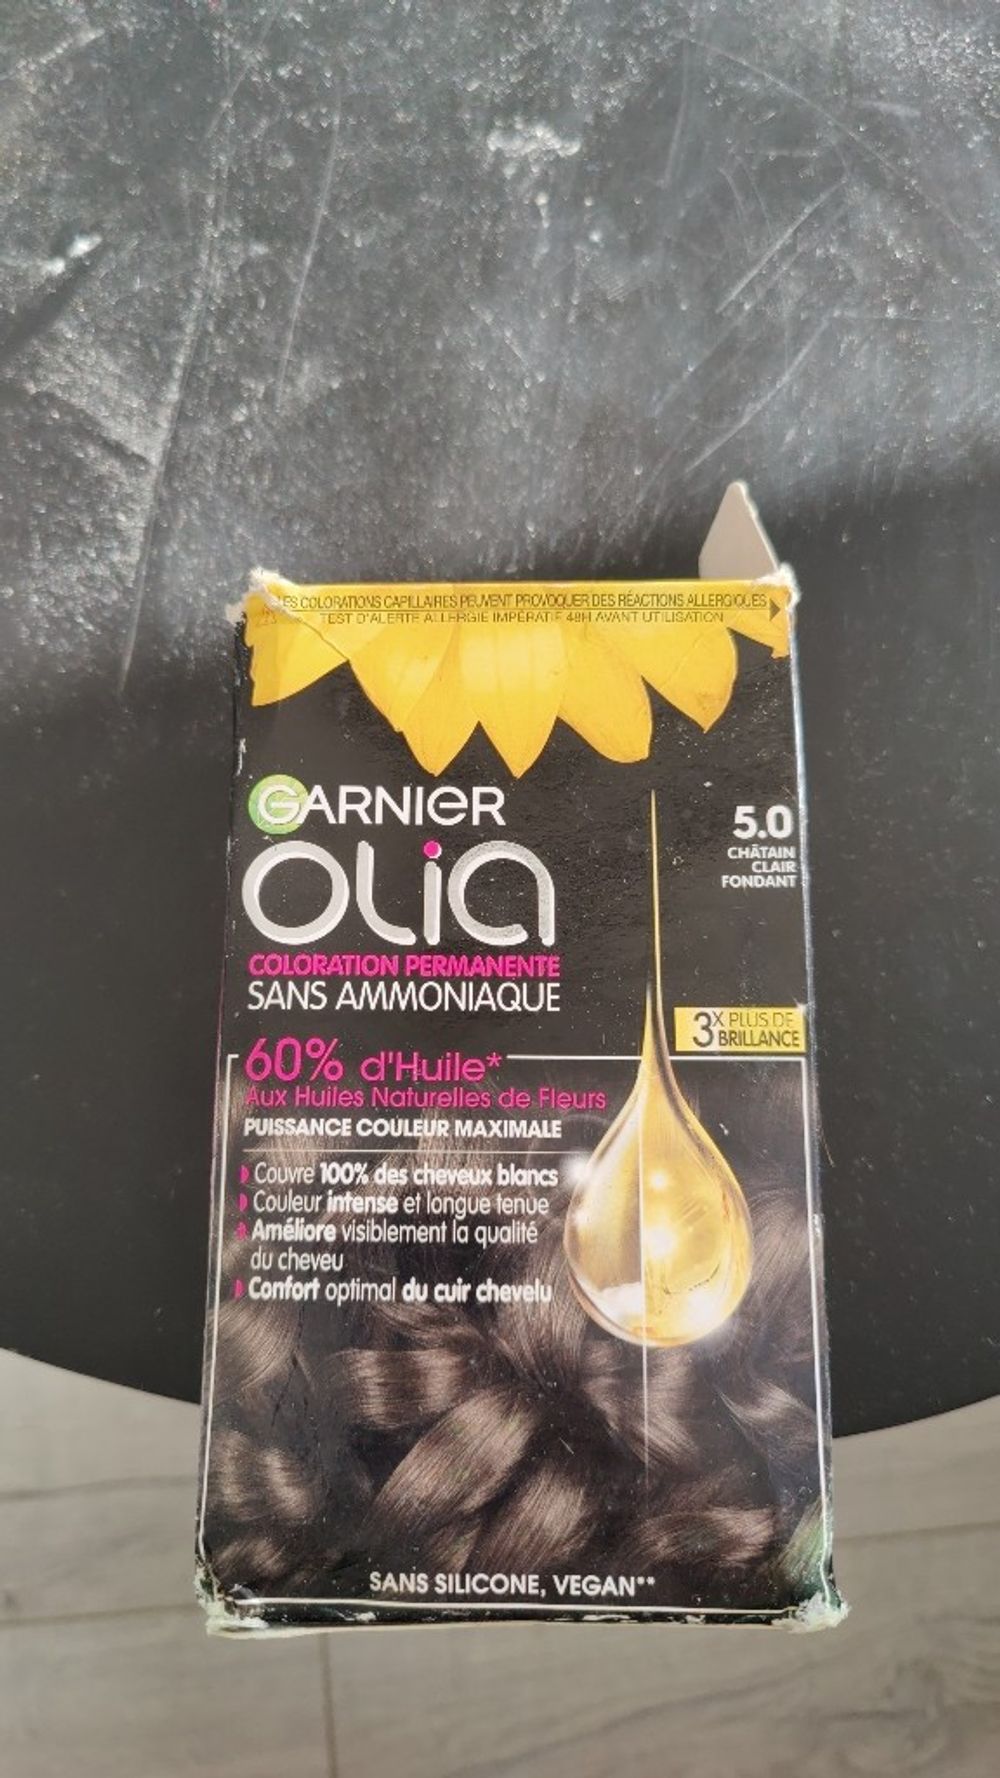 LES COLORATIONS CAPILLAIRES PEUVENT PROVOQUER DES RÉACTIONS ALLERGIQUES
TEST D'ALERTE ALLERGIE IMPÉRATIF 48H AVANT UTILISATION
GARNIER
OLIA
5.0
CHÂTAIN
CLAIR
FONDANT
COLORATION PERMANENTE
SANS AMMONIAQUE
3X PLUS DE
BRILLANCE
60% d'Huile*
Aux Huiles Naturelles de Fleurs
PUISSANCE COULEUR MAXIMALE
Couvre 100% des cheveux blancs
Couleur intense et longue tenue
Améliore visiblement la qualité
du cheveu
Confort optimal du cuir chevelu
SANS SILICONE, VEGAN**